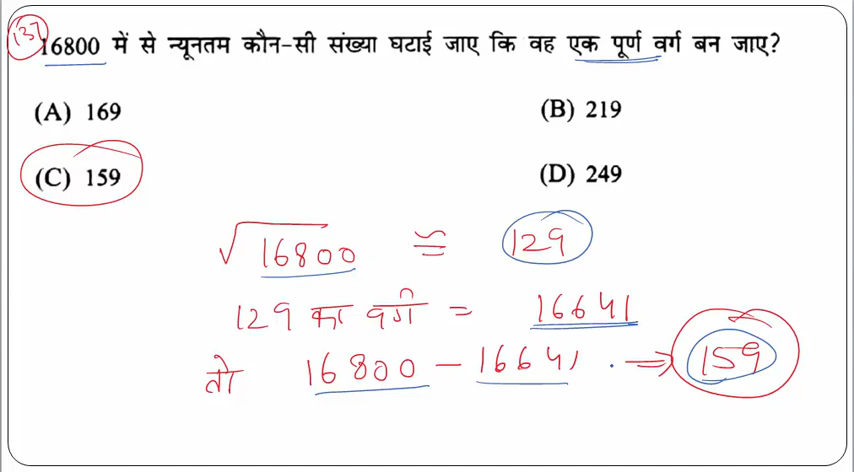 137
16800 में से न्यूनतम कौन-सी संख्या घटाई जाए कि वह एक पूर्ण वर्ग बन जाए?
(A) 169 (B) 219
(C) 159 (D) 249
√16800 ≅ 129
129 का वर्ग = 16641
तो 16800 - 16641 ⇒ 159